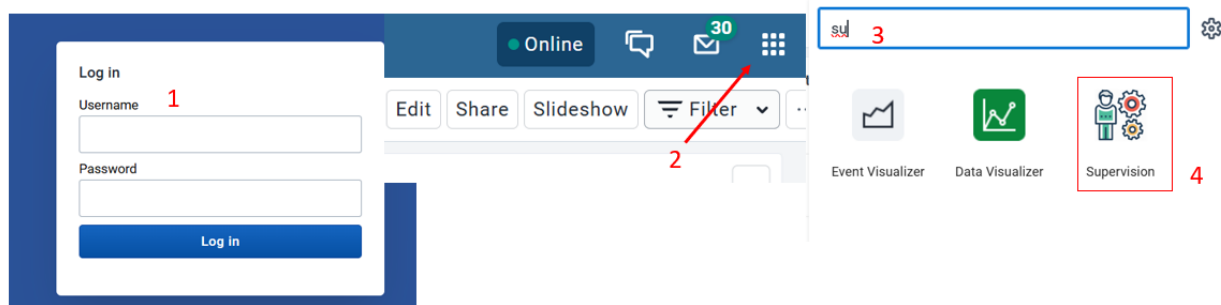 Log in
Username 1
Password
Log in
Online 30
Edit Share Slideshow Filter ...
2
su 3
Event Visualizer Data Visualizer Supervision 4